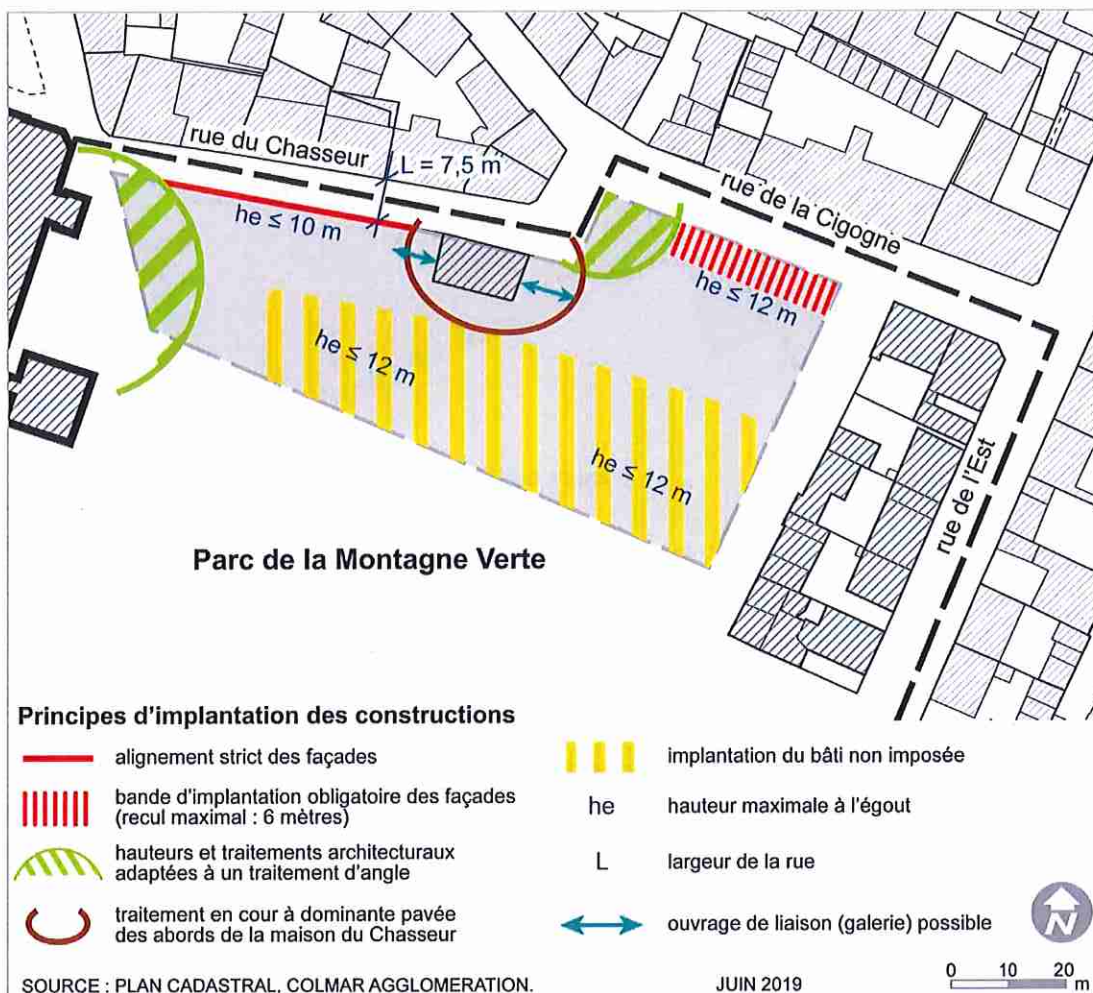 rue du Chasseur
L = 7,5 m
rue de la Cigogne
he ≤ 10 m
he ≤ 12 m
he ≤ 12 m
he ≤ 12 m
rue de l'Est
Parc de la Montagne Verte
Principes d'implantation des constructions
alignement strict des façades
bande d'implantation obligatoire des façades
(recul maximal : 6 mètres)
hauteurs et traitements architecturaux
adaptées à un traitement d'angle
traitement en cour à dominante pavée
des abords de la maison du Chasseur
implantation du bâti non imposée
he hauteur maximale à l'égout
L largeur de la rue
ouvrage de liaison (galerie) possible
N
SOURCE : PLAN CADASTRAL, COLMAR AGGLOMERATION.
JUIN 2019
0 10 20
m